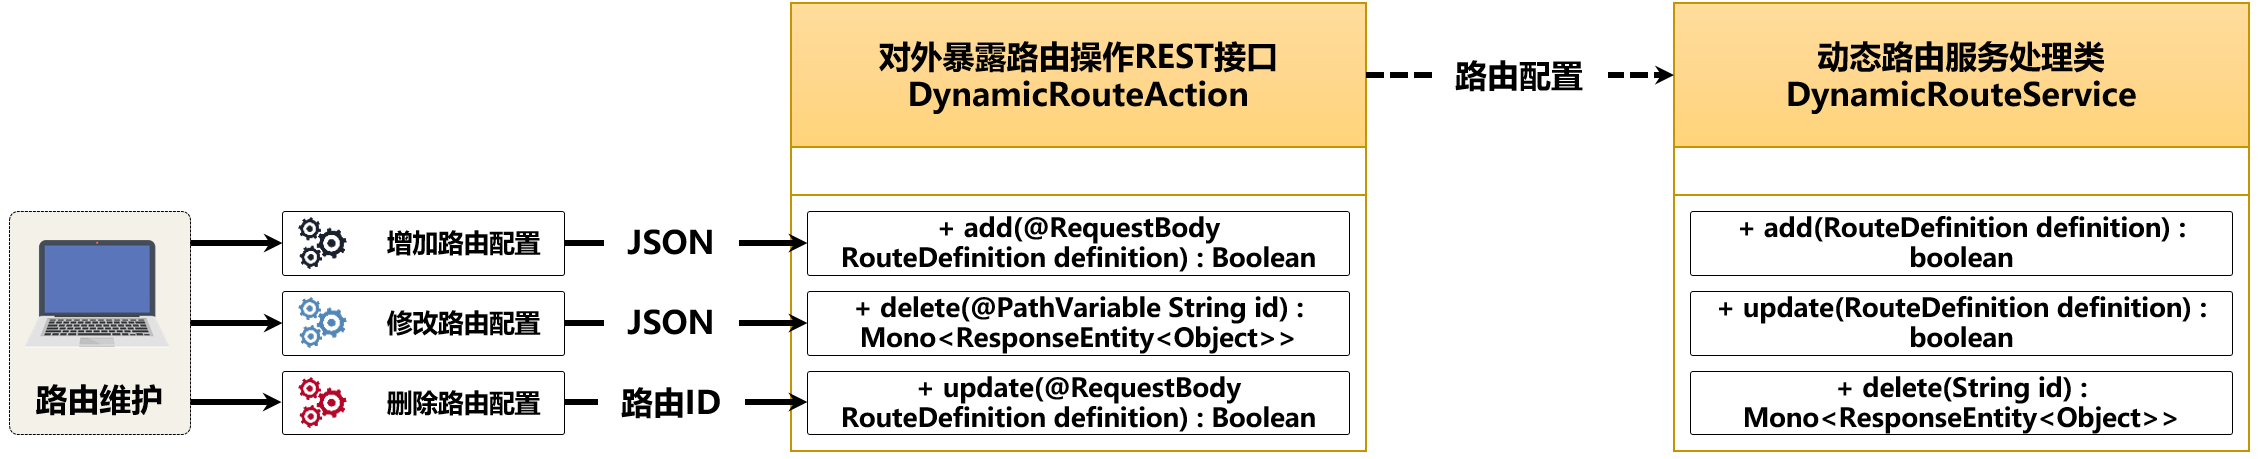 路由维护
增加路由配置
JSON
修改路由配置
JSON
删除路由配置
路由ID
对外暴露路由操作REST接口
DynamicRouteAction
+ add(@RequestBody
RouteDefinition definition) : Boolean
+ delete(@PathVariable String id) :
Mono<ResponseEntity<Object>>
+ update(@RequestBody
RouteDefinition definition) : Boolean
路由配置
动态路由服务处理类
DynamicRouteService
+ add(RouteDefinition definition) :
boolean
+ update(RouteDefinition definition) :
boolean
+ delete(String id) :
Mono<ResponseEntity<Object>>